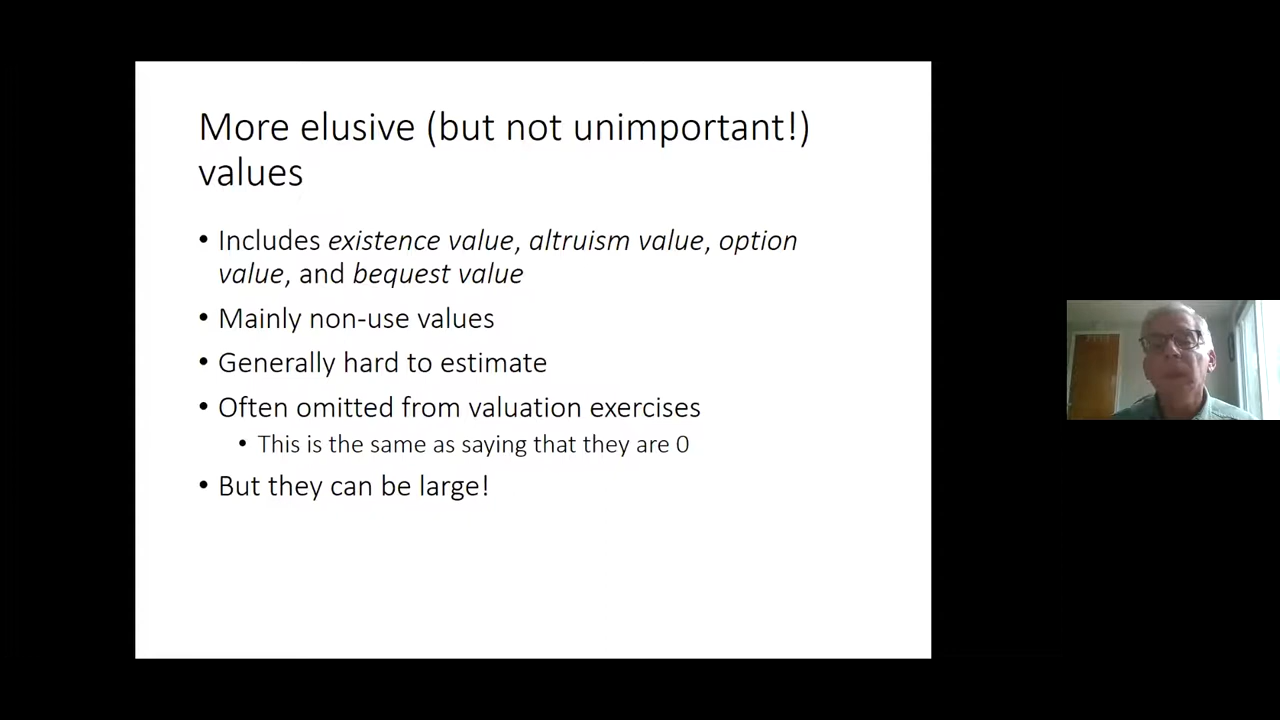 More elusive (but not unimportant!)
values
• Includes existence value, altruism value, option
value, and bequest value
• Mainly non-use values
• Generally hard to estimate
• Often omitted from valuation exercises
• This is the same as saying that they are 0
• But they can be large!